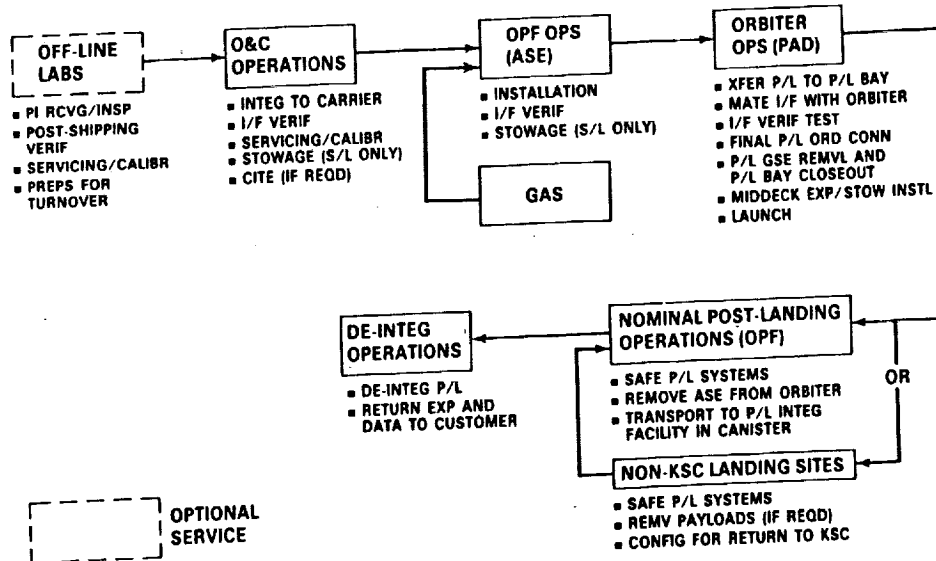 OFF-LINE
LABS
▪ PI RCVG/INSP
▪ POST-SHIPPING
VERIF
▪ SERVICING/CALIBR
▪ PREPS FOR
TURNOVER
O&C
OPERATIONS
▪ INTEG TO CARRIER
▪ I/F VERIF
▪ SERVICING/CALIBR
▪ STOWAGE (S/L ONLY)
▪ CITE (IF REQD)
OPF OPS
(ASE)
▪ INSTALLATION
▪ I/F VERIF
▪ STOWAGE (S/L ONLY)
GAS
ORBITER
OPS (PAD)
▪ XFER P/L TO P/L BAY
▪ MATE I/F WITH ORBITER
▪ I/F VERIF TEST
▪ FINAL P/L ORD CONN
▪ P/L GSE REMVL AND
P/L BAY CLOSEOUT
▪ MIDDECK EXP/STOW INSTL
▪ LAUNCH
DE-INTEG
OPERATIONS
▪ DE-INTEG P/L
▪ RETURN EXP AND
DATA TO CUSTOMER
NOMINAL POST-LANDING
OPERATIONS (OPF)
▪ SAFE P/L SYSTEMS
▪ REMOVE ASE FROM ORBITER
▪ TRANSPORT TO P/L INTEG
FACILITY IN CANISTER
OR
NON-KSC LANDING SITES
▪ SAFE P/L SYSTEMS
▪ REMV PAYLOADS (IF REQD)
▪ CONFIG FOR RETURN TO KSC
OPTIONAL
SERVICE